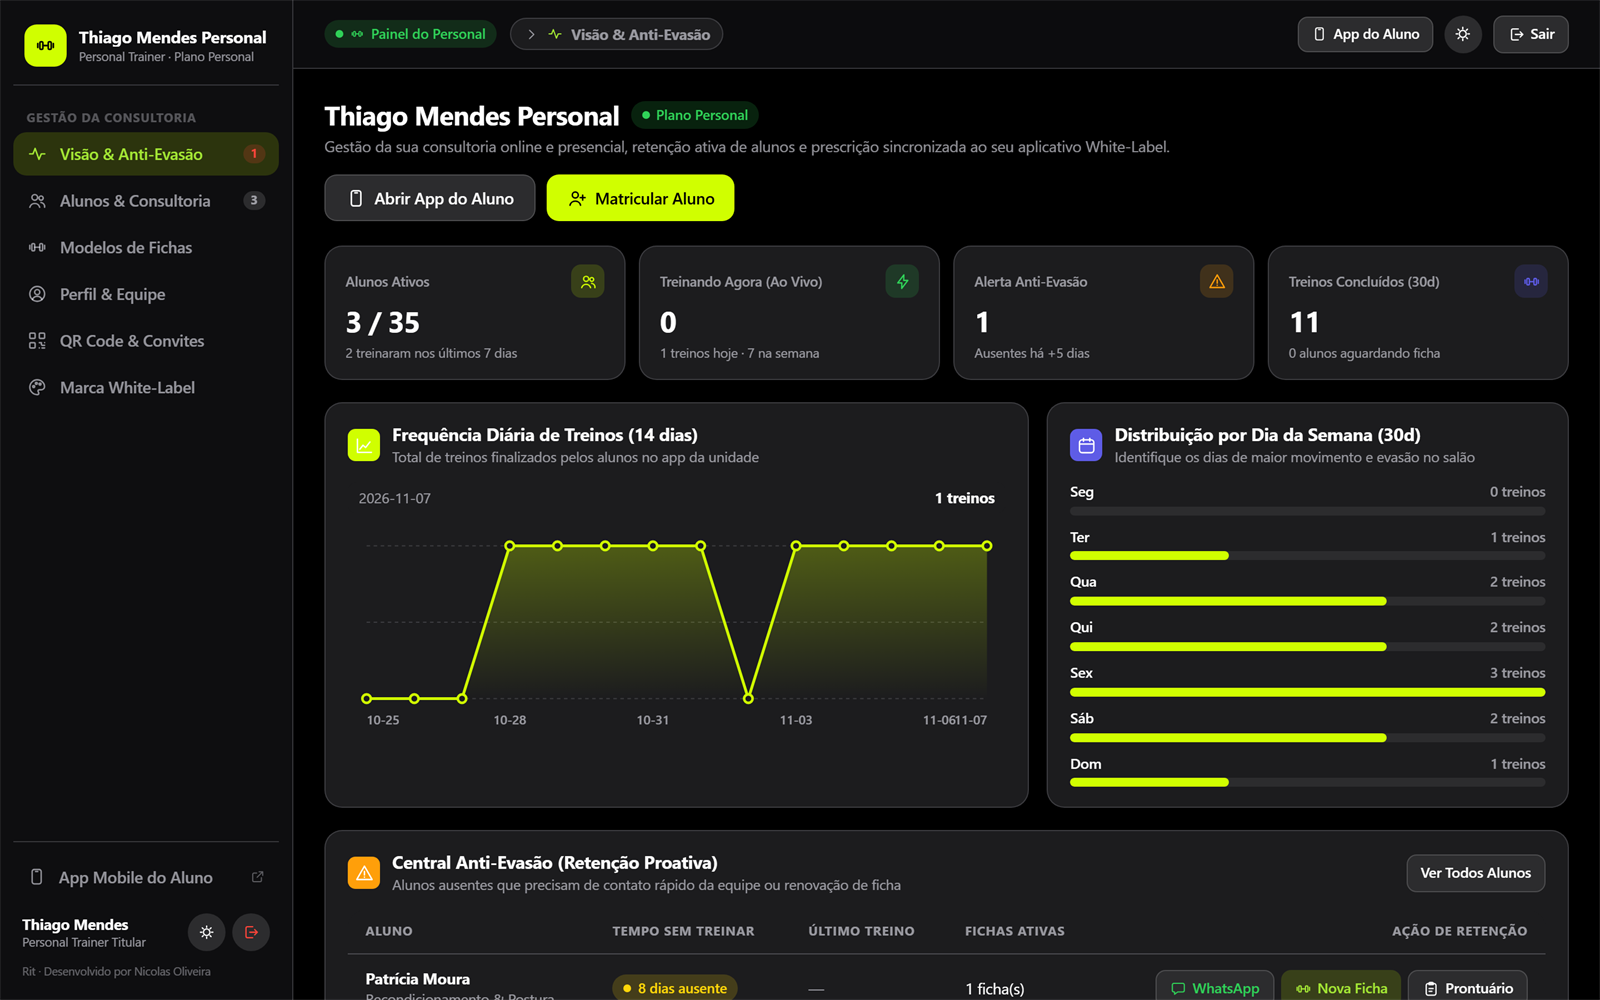 Thiago Mendes Personal
Personal Trainer · Plano Personal
GESTÃO DA CONSULTORIA
Visão & Anti-Evasão 1
Alunos & Consultoria 3
Modelos de Fichas
Perfil & Equipe
QR Code & Convites
Marca White-Label
App Mobile do Aluno
Thiago Mendes
Personal Trainer Titular
Rit · Desenvolvido por Nicolas Oliveira
Painel do Personal
Visão & Anti-Evasão
App do Aluno
Sair
Thiago Mendes Personal
Plano Personal
Gestão da sua consultoria online e presencial, retenção ativa de alunos e prescrição sincronizada ao seu aplicativo White-Label.
Abrir App do Aluno
Matricular Aluno
Alunos Ativos
3 / 35
2 treinaram nos últimos 7 dias
Treinando Agora (Ao Vivo)
0
1 treinos hoje · 7 na semana
Alerta Anti-Evasão
1
Ausentes há +5 dias
Treinos Concluídos (30d)
11
0 alunos aguardando ficha
Frequência Diária de Treinos (14 dias)
Total de treinos finalizados pelos alunos no app da unidade
2026-11-07 1 treinos
10-25 10-28 10-31 11-03 11-06 11-07
Distribuição por Dia da Semana (30d)
Identifique os dias de maior movimento e evasão no salão
Seg 0 treinos
Ter 1 treinos
Qua 2 treinos
Qui 2 treinos
Sex 3 treinos
Sáb 2 treinos
Dom 1 treinos
Central Anti-Evasão (Retenção Proativa)
Alunos ausentes que precisam de contato rápido da equipe ou renovação de ficha
Ver Todos Alunos
ALUNO TEMPO SEM TREINAR ÚLTIMO TREINO FICHAS ATIVAS AÇÃO DE RETENÇÃO
Patrícia Moura 8 dias ausente — 1 ficha(s) WhatsApp Nova Ficha Prontuário
Recondicionamento & Postura